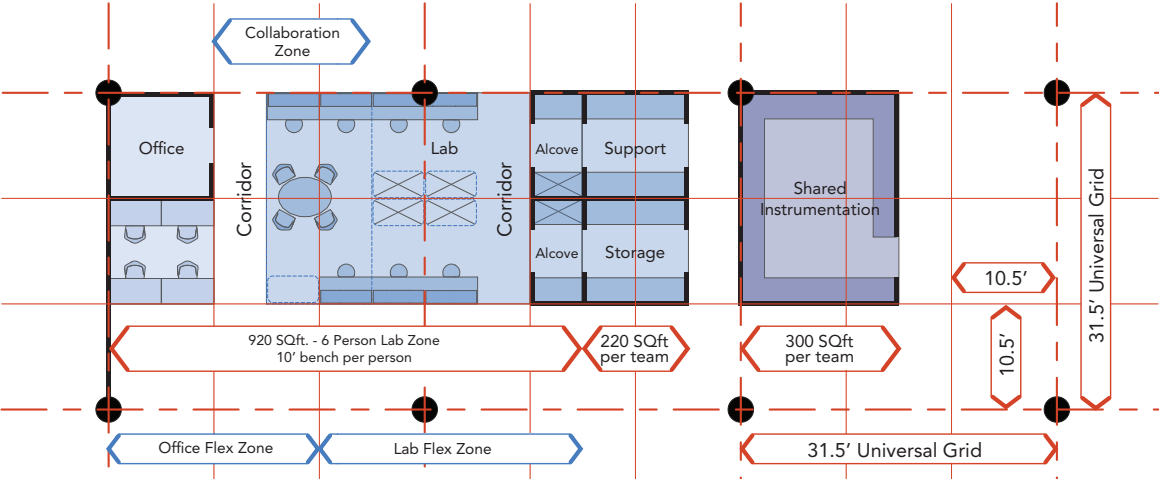 Collaboration
Zone
Office
Corridor
Lab
Corridor
Alcove
Support
Alcove
Storage
Shared
Instrumentation
10.5’
10.5’
31.5’ Universal Grid
920 SQft. - 6 Person Lab Zone
10’ bench per person
220 SQft
per team
300 SQft
per team
Office Flex Zone
Lab Flex Zone
31.5’ Universal Grid